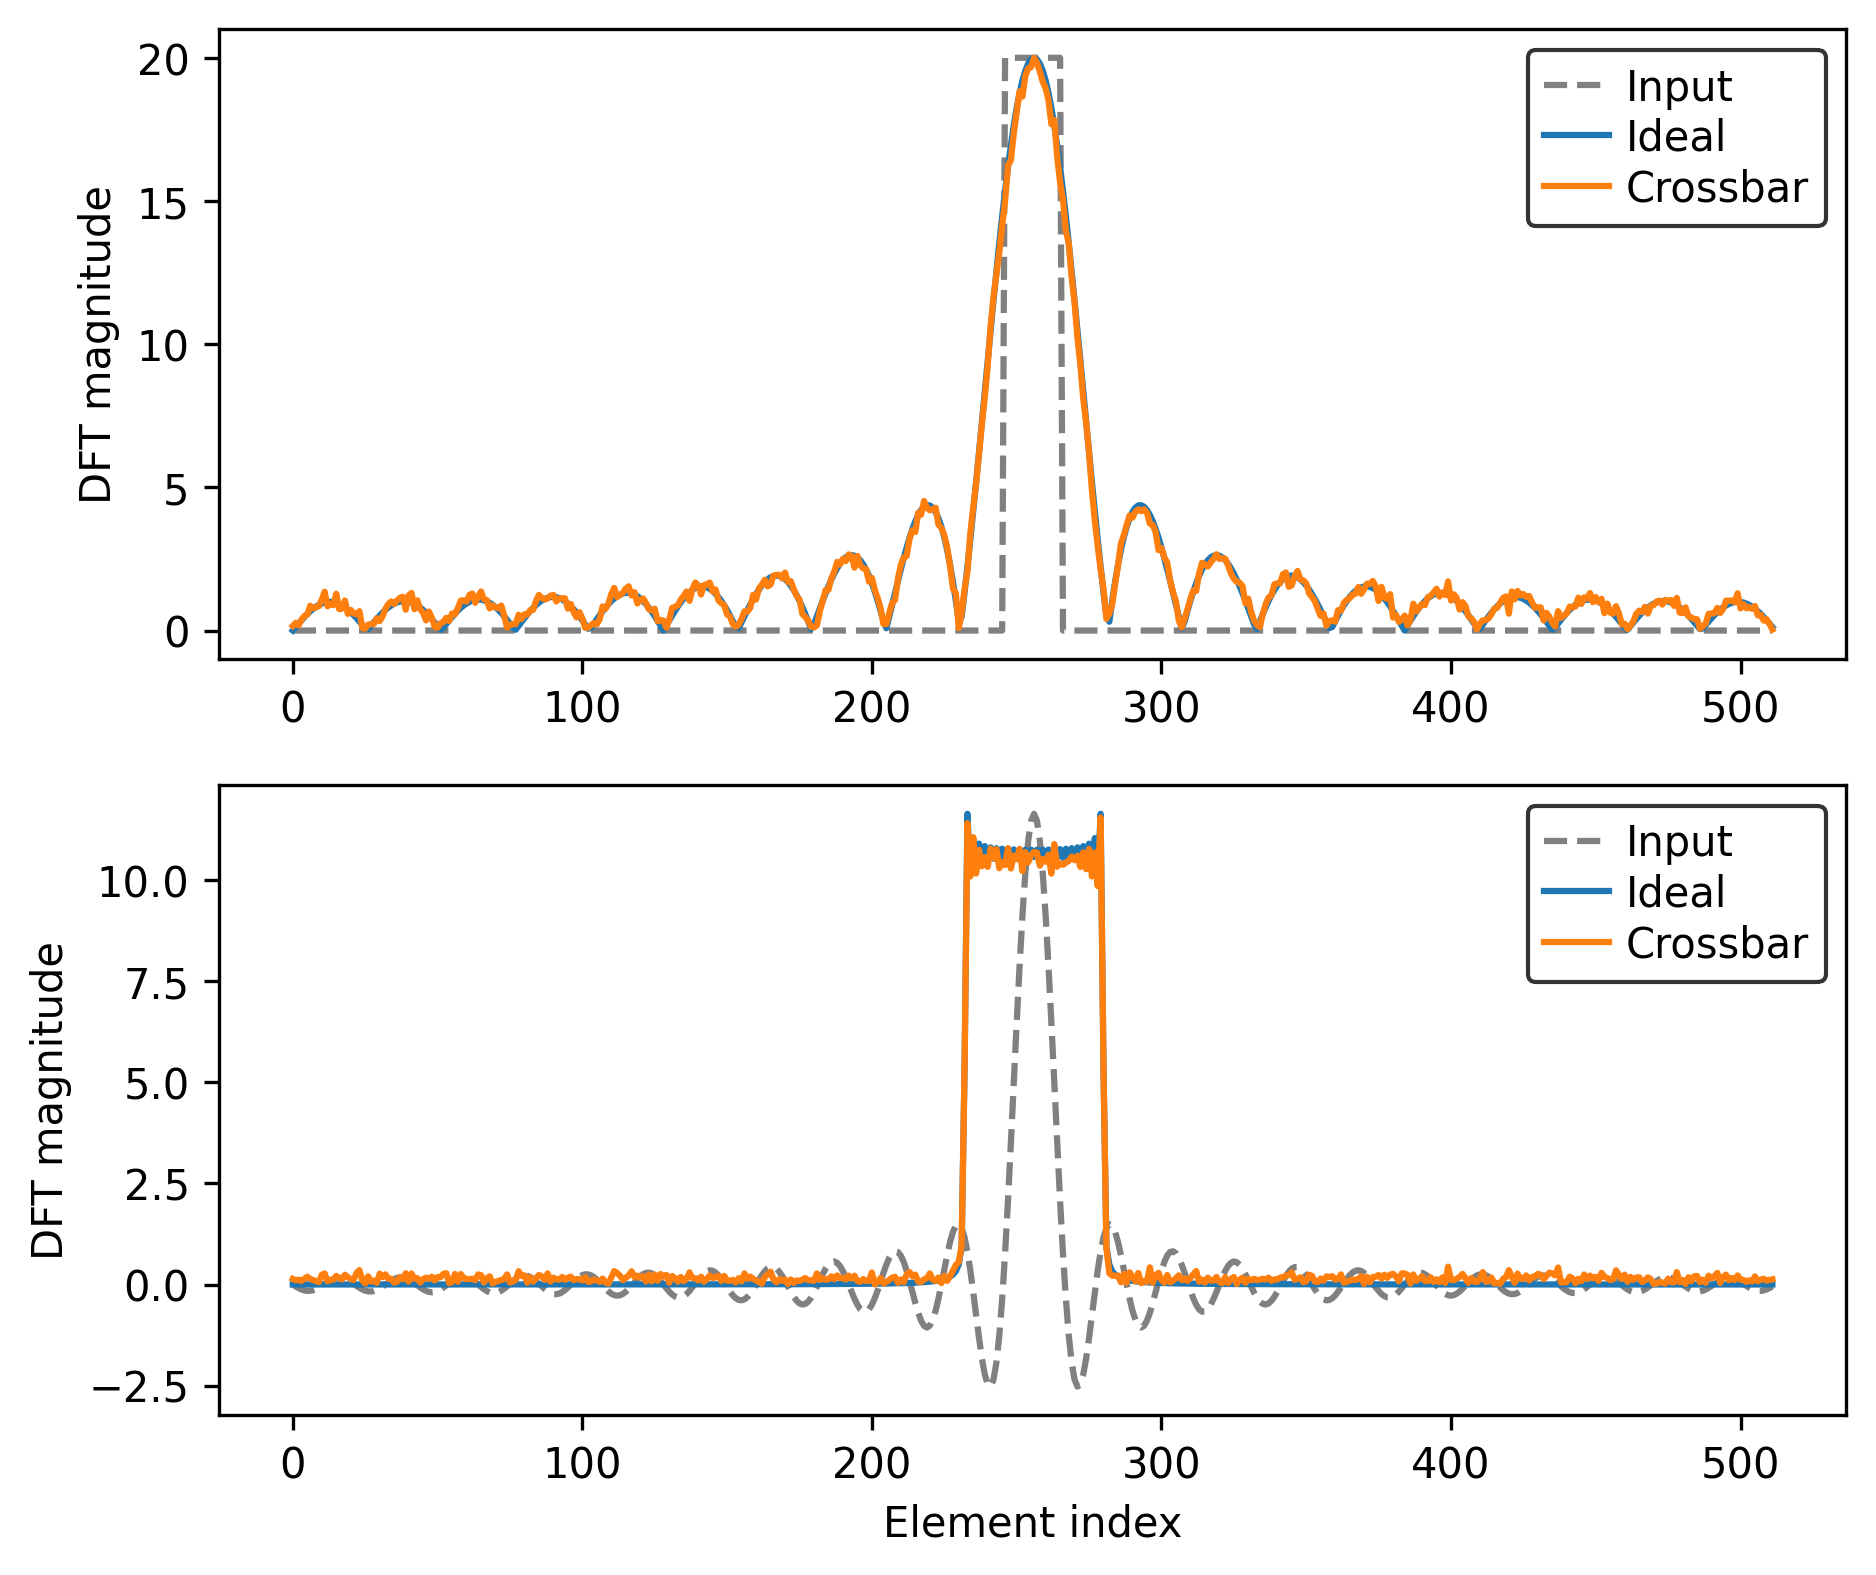 20
15
10
5
0
DFT magnitude
Input
Ideal
Crossbar
0 100 200 300 400 500
10.0
7.5
5.0
2.5
0.0
−2.5
DFT magnitude
Input
Ideal
Crossbar
0 100 200 300 400 500
Element index